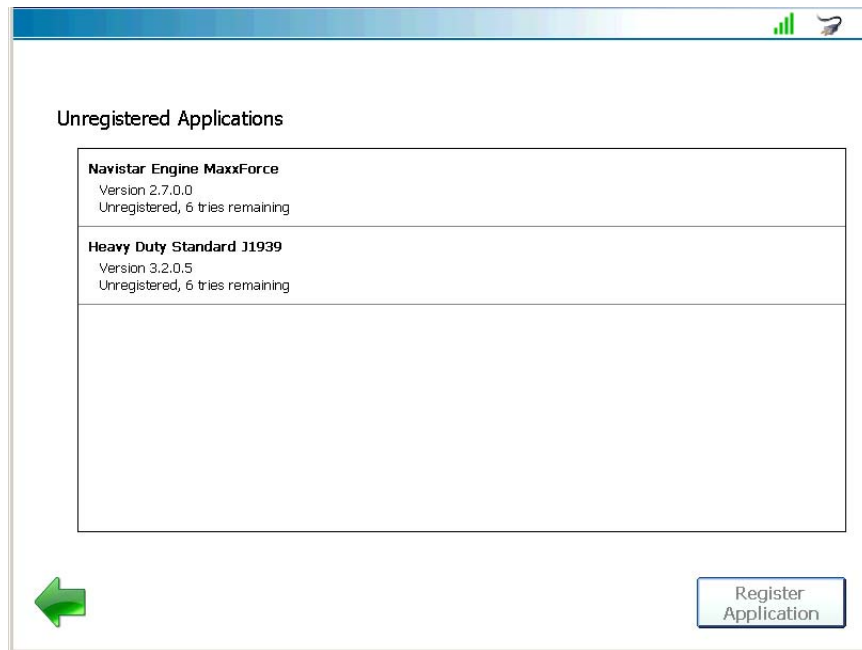 Unregistered Applications
Navistar Engine MaxxForce
Version 2.7.0.0
Unregistered, 6 tries remaining
Heavy Duty Standard J1939
Version 3.2.0.5
Unregistered, 6 tries remaining
Register
Application